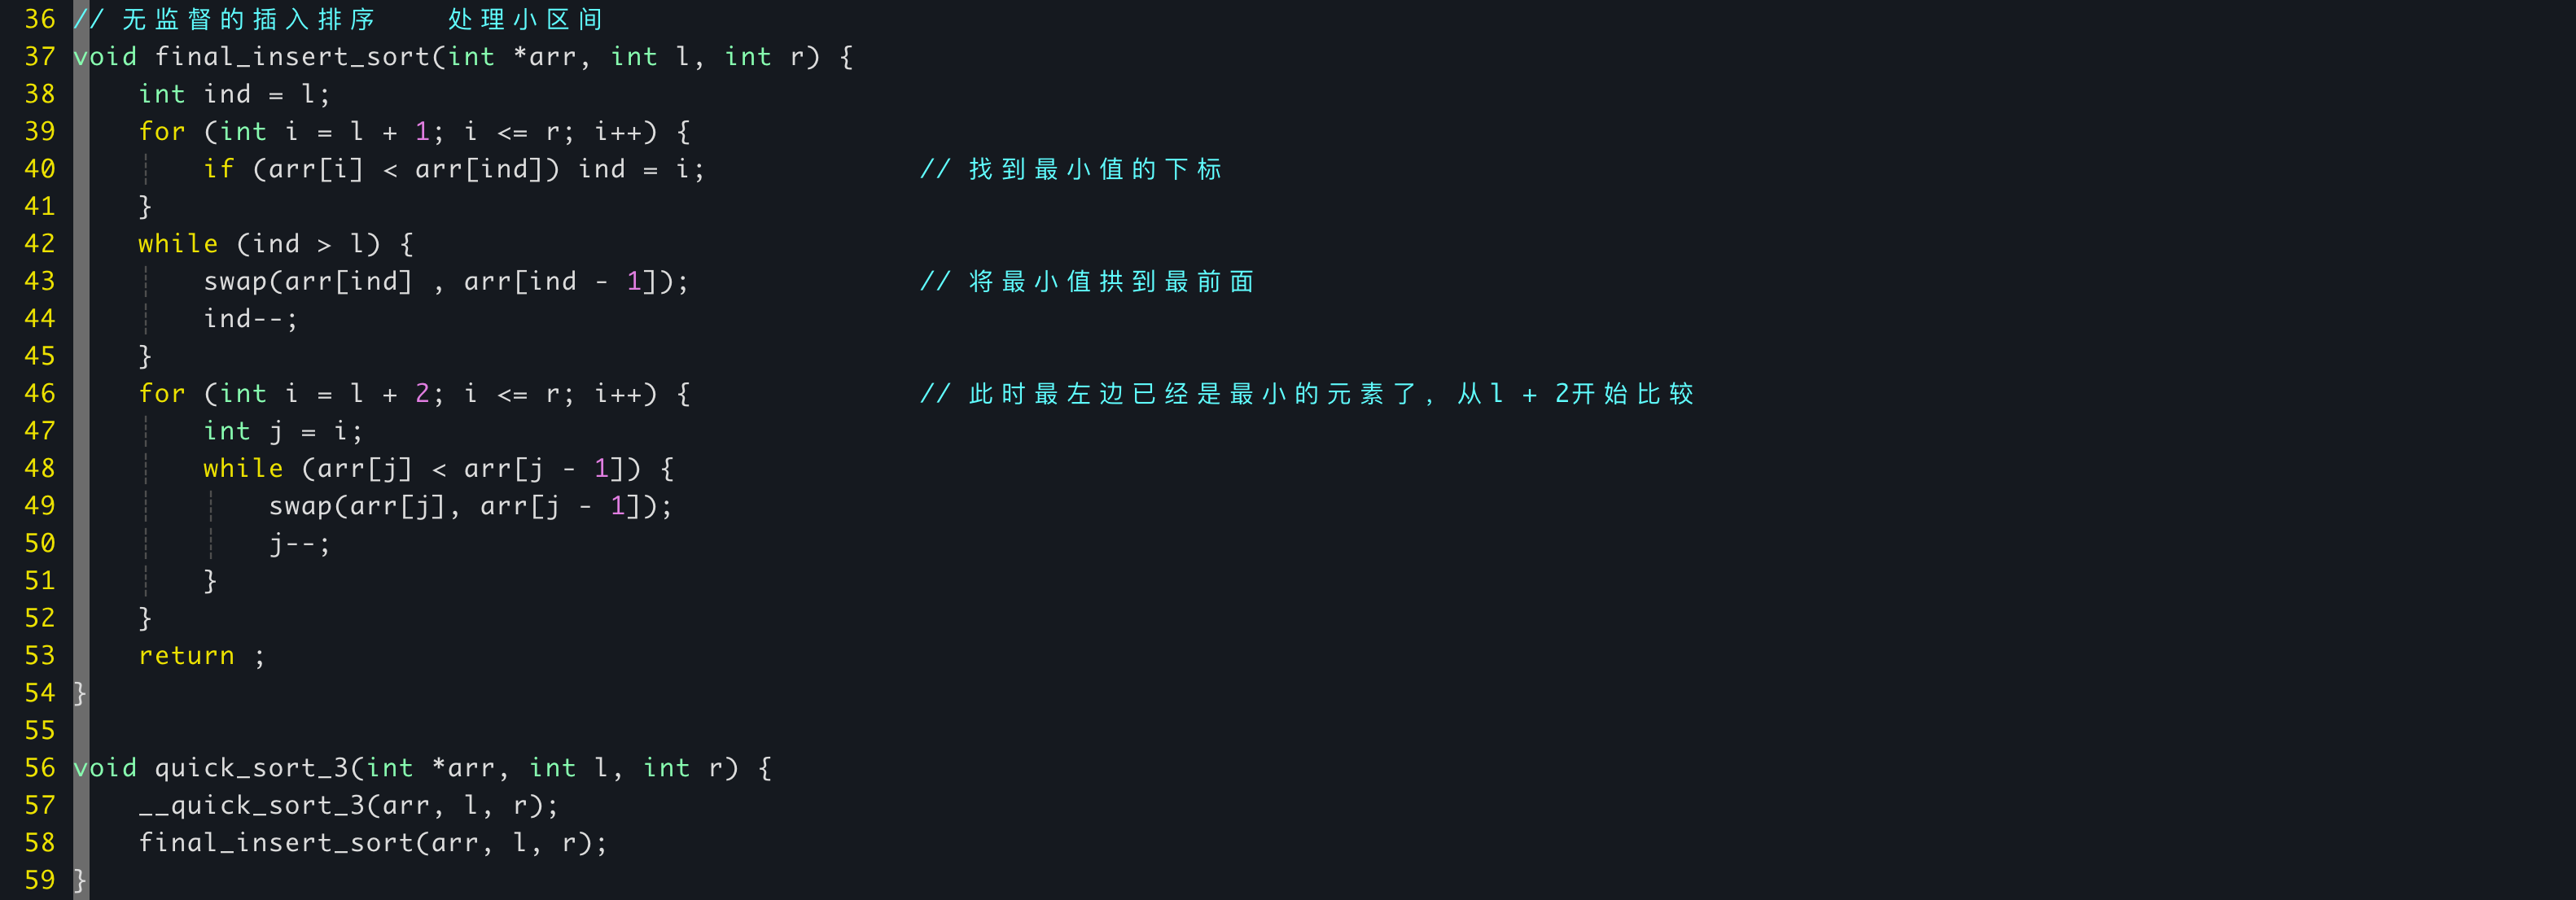 36 // 无监督的插入排序    处理小区间
37 void final_insert_sort(int *arr, int l, int r) {
38     int ind = l;
39     for (int i = l + 1; i <= r; i++) {
40         if (arr[i] < arr[ind]) ind = i;             // 找到最小值的下标
41     }
42     while (ind > l) {
43         swap(arr[ind] , arr[ind - 1]);              // 将最小值拱到最前面
44         ind--;
45     }
46     for (int i = l + 2; i <= r; i++) {              // 此时最左边已经是最小的元素了, 从l + 2开始比较
47         int j = i;
48         while (arr[j] < arr[j - 1]) {
49             swap(arr[j], arr[j - 1]);
50             j--;
51         }
52     }
53     return ;
54 }
55
56 void quick_sort_3(int *arr, int l, int r) {
57     __quick_sort_3(arr, l, r);
58     final_insert_sort(arr, l, r);
59 }